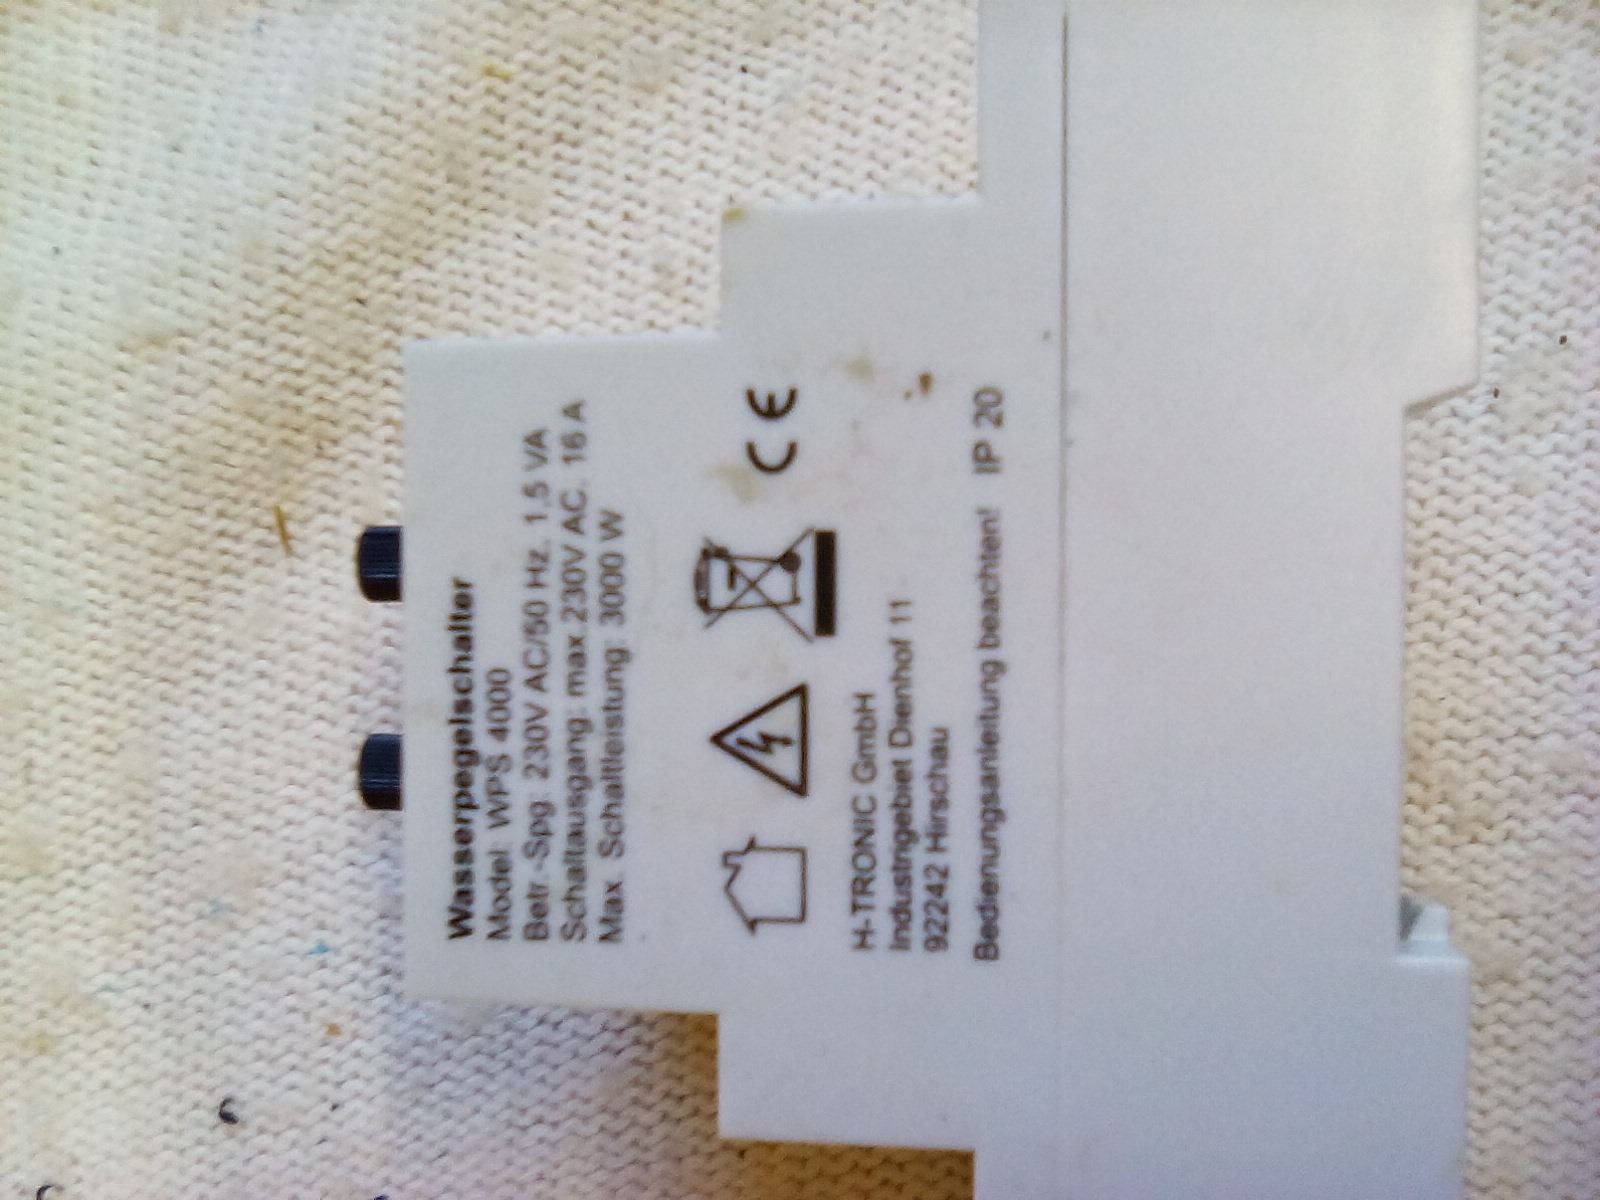 Wasserpegelschalter
Model: WPS 4000
Betr.-Spg: 230V AC/50 Hz, 1,5 VA
Schaltausgang: max 230V AC, 16 A
Max. Schaltleistung: 3000 W
CE
H-TRONIC GmbH
Industriegebiet Dienhof 11
92242 Hirschau
Bedienungsanleitung beachten! IP 20